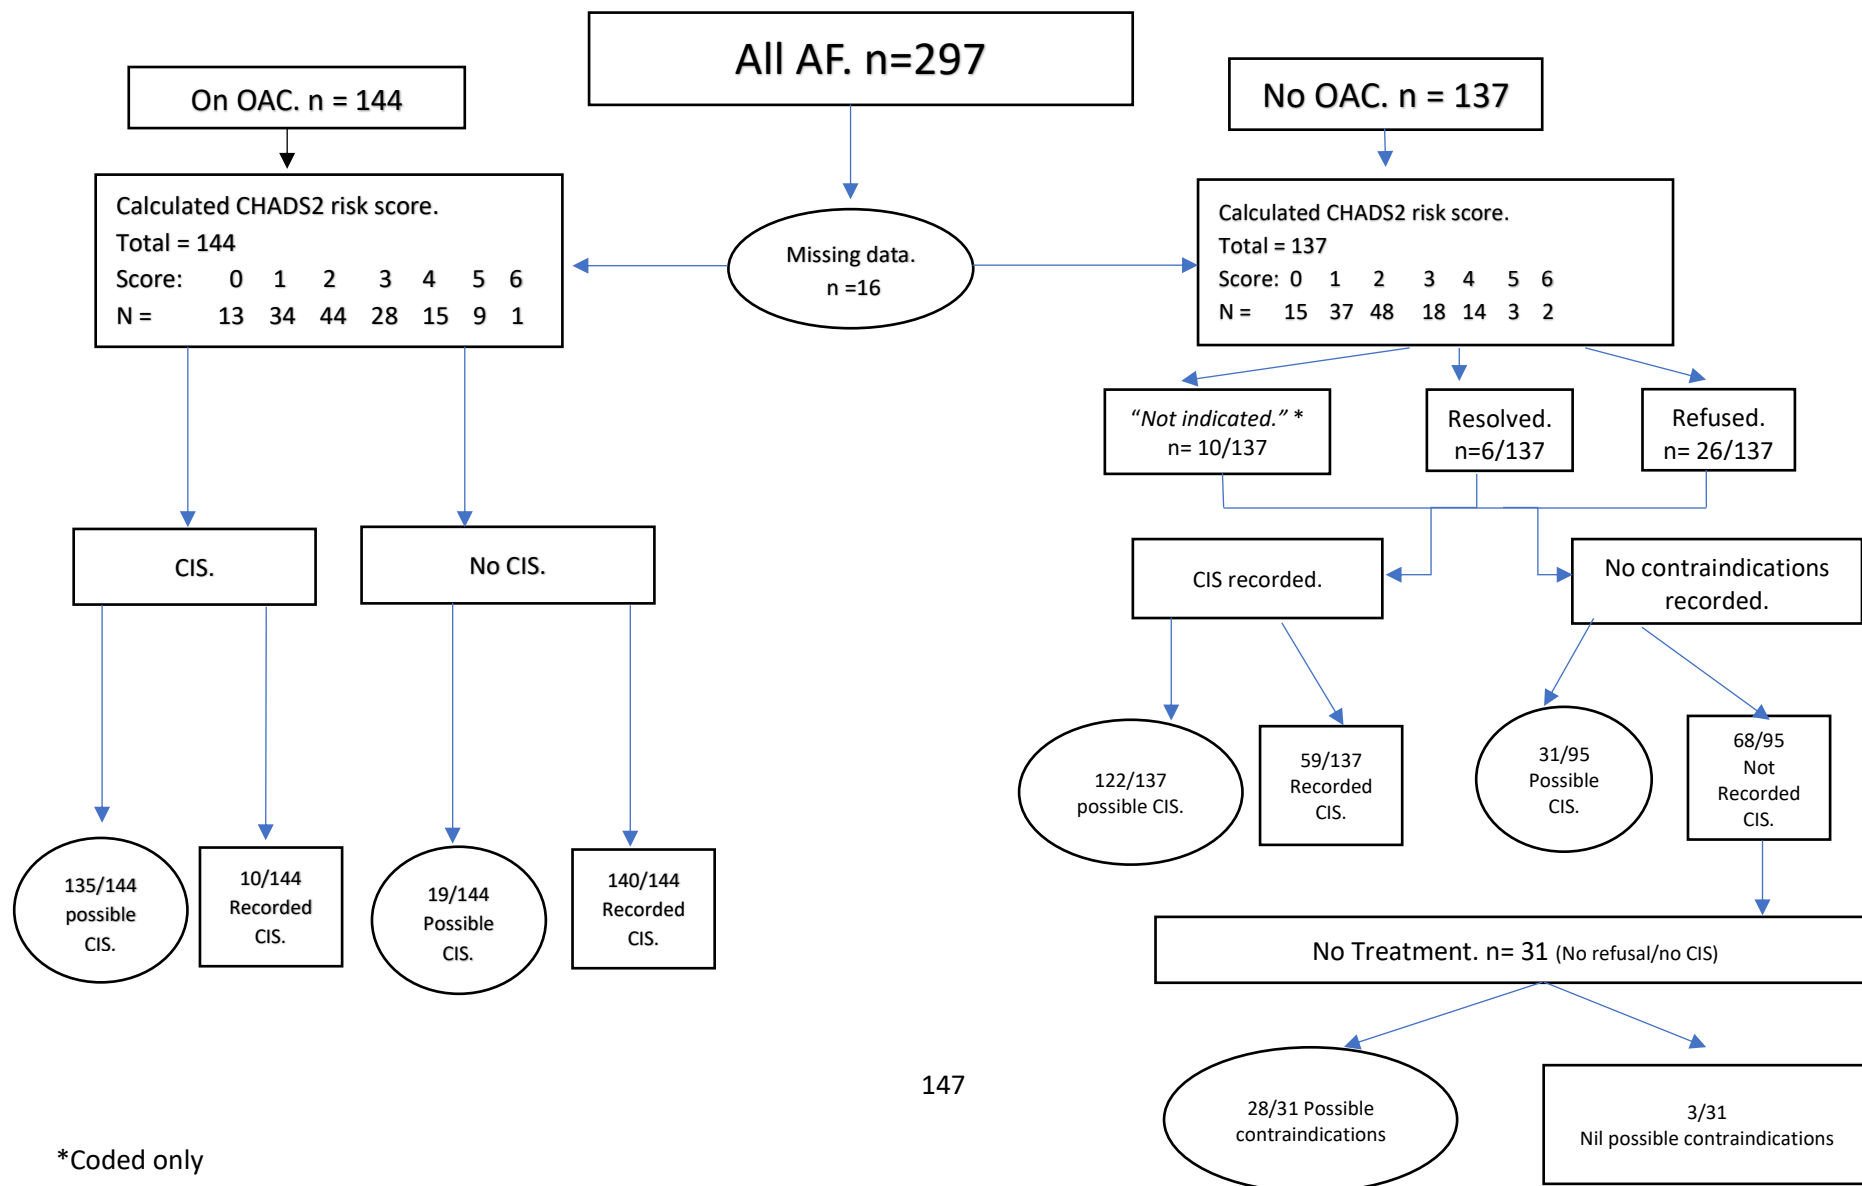 All AF. n=297
On OAC. n = 144
No OAC. n = 137
Calculated CHADS2 risk score.
Total = 144
Score: 0 1 2 3 4 5 6
N = 13 34 44 28 15 9 1
Missing data.
n =16
Calculated CHADS2 risk score.
Total = 137
Score: 0 1 2 3 4 5 6
N = 15 37 48 18 14 3 2
“Not indicated.” *
n= 10/137
Resolved.
n=6/137
Refused.
n= 26/137
CIS.
No CIS.
CIS recorded.
No contraindications
recorded.
135/144
possible
CIS.
10/144
Recorded
CIS.
19/144
Possible
CIS.
140/144
Recorded
CIS.
122/137
possible CIS.
59/137
Recorded
CIS.
31/95
Possible
CIS.
68/95
Not
Recorded
CIS.
No Treatment. n= 31 (No refusal/no CIS)
28/31 Possible
contraindications
3/31
Nil possible contraindications
147
*Coded only